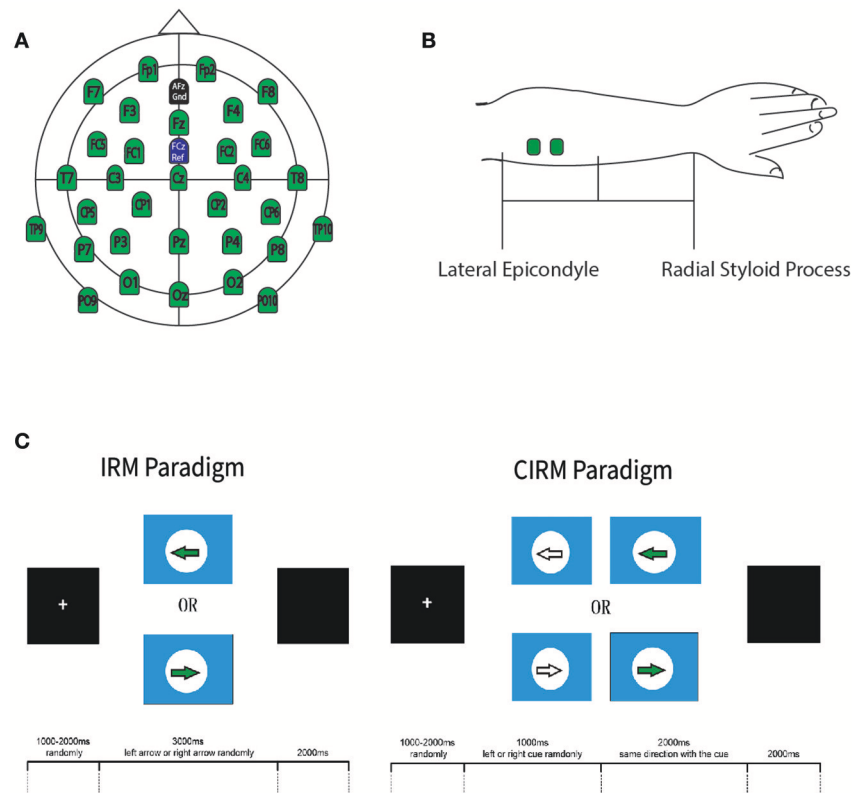 A
B
Fp1
Fp2
F7
AFz
Gnd
F8
F3
F4
Fz
FC5
FC1
FCz
Ref
FC2
FC6
T7
C3
Cz
C4
T8
CP5
CP1
CP2
CP6
TP9
TP10
P7
P3
Pz
P4
P8
O1
Oz
O2
PO9
PO10
Lateral Epicondyle
Radial Styloid Process
C
IRM Paradigm
OR
1000-2000ms
randomly
3000ms
left arrow or right arrow randomly
2000ms
CIRM Paradigm
OR
1000-2000ms
randomly
1000ms
left or right cue ramdonly
2000ms
same direction with the cue
2000ms